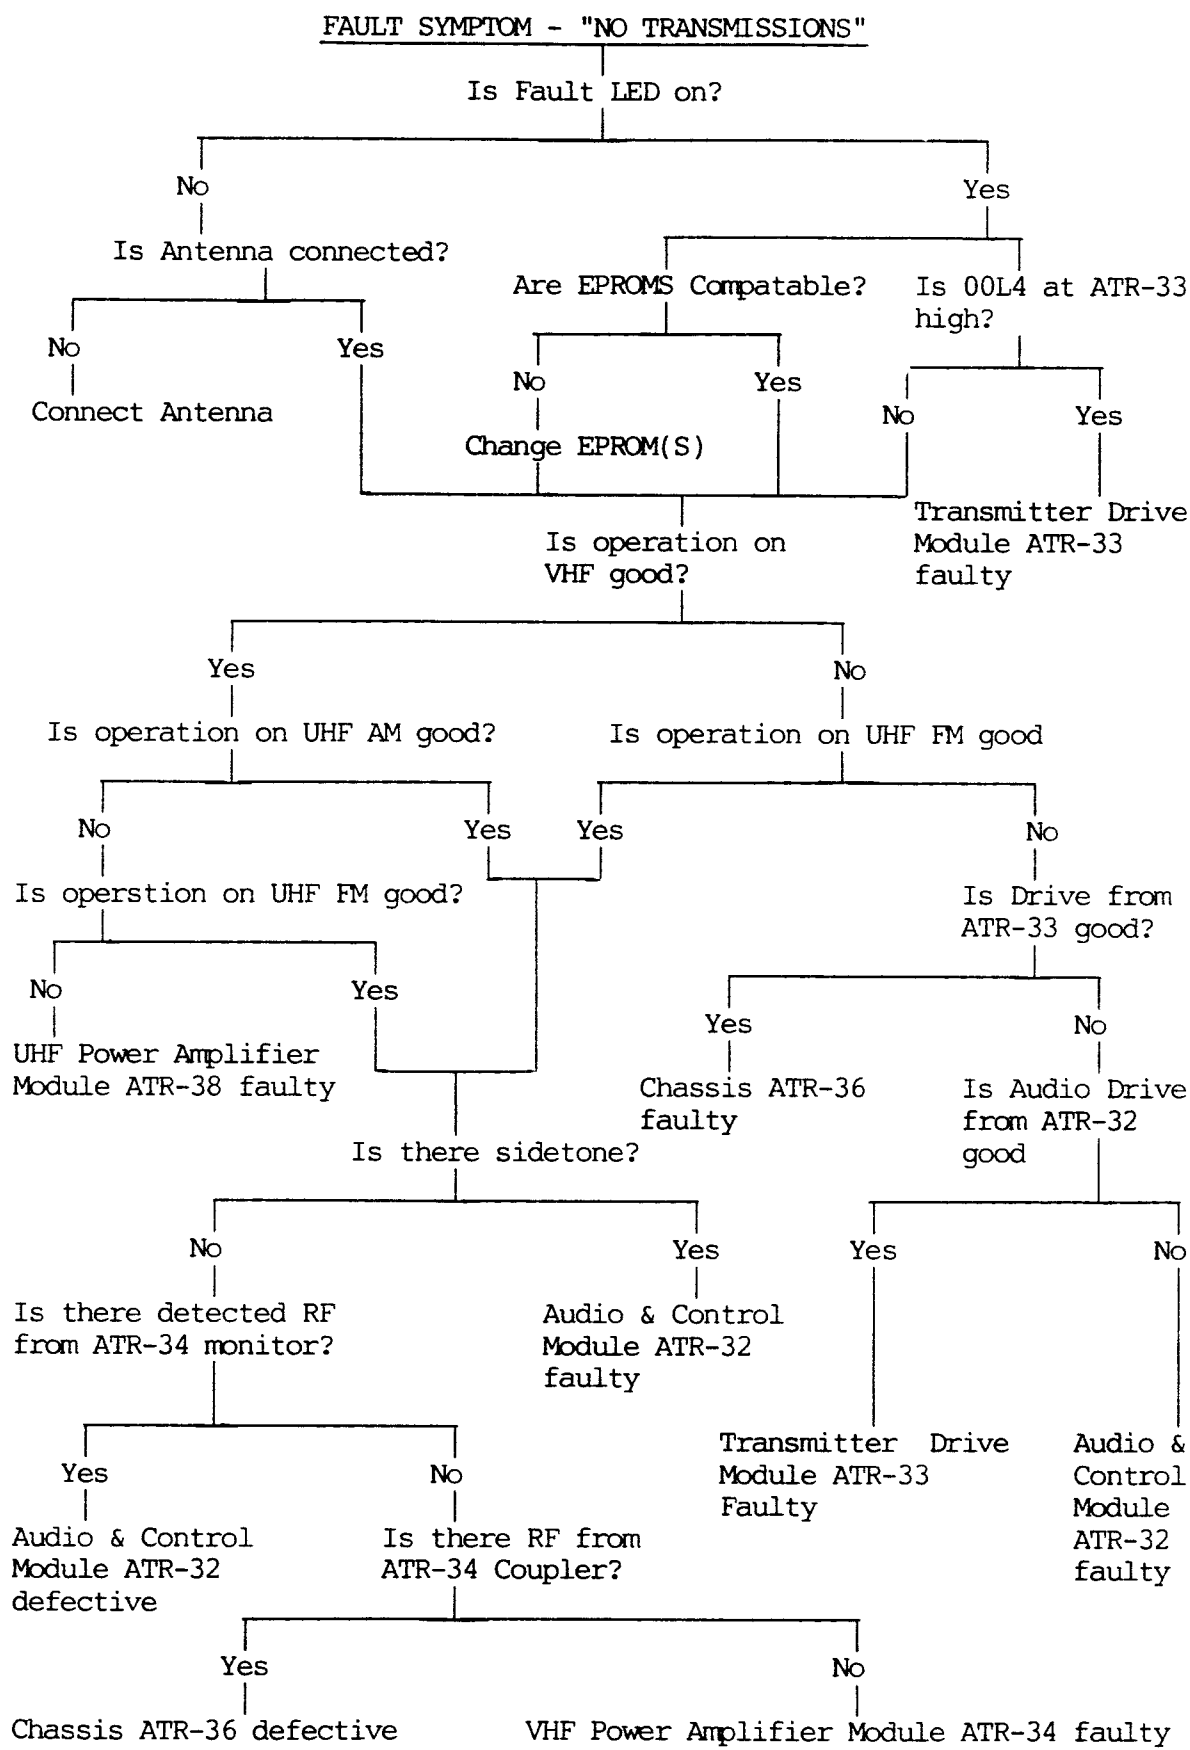 FAULT SYMPTOM - "NO TRANSMISSIONS"
Is Fault LED on?
No
Yes
Is Antenna connected?
Are EPROMS Compatable?
Is 00L4 at ATR-33
high?
No
Yes
No
Yes
No
Yes
Connect Antenna
Change EPROM(S)
Transmitter Drive
Module ATR-33
faulty
Is operation on
VHF good?
Yes
No
Is operation on UHF AM good?
Is operation on UHF FM good
No
Yes
Yes
No
Is operstion on UHF FM good?
Is Drive from
ATR-33 good?
No
Yes
Yes
No
UHF Power Amplifier
Module ATR-38 faulty
Chassis ATR-36
faulty
Is Audio Drive
from ATR-32
good
Is there sidetone?
No
Yes
Yes
No
Is there detected RF
from ATR-34 monitor?
Audio & Control
Module ATR-32
faulty
Transmitter Drive
Module ATR-33
Faulty
Audio &
Control
Module
ATR-32
faulty
Yes
No
Audio & Control
Module ATR-32
defective
Is there RF from
ATR-34 Coupler?
Yes
No
Chassis ATR-36 defective
VHF Power Amplifier Module ATR-34 faulty